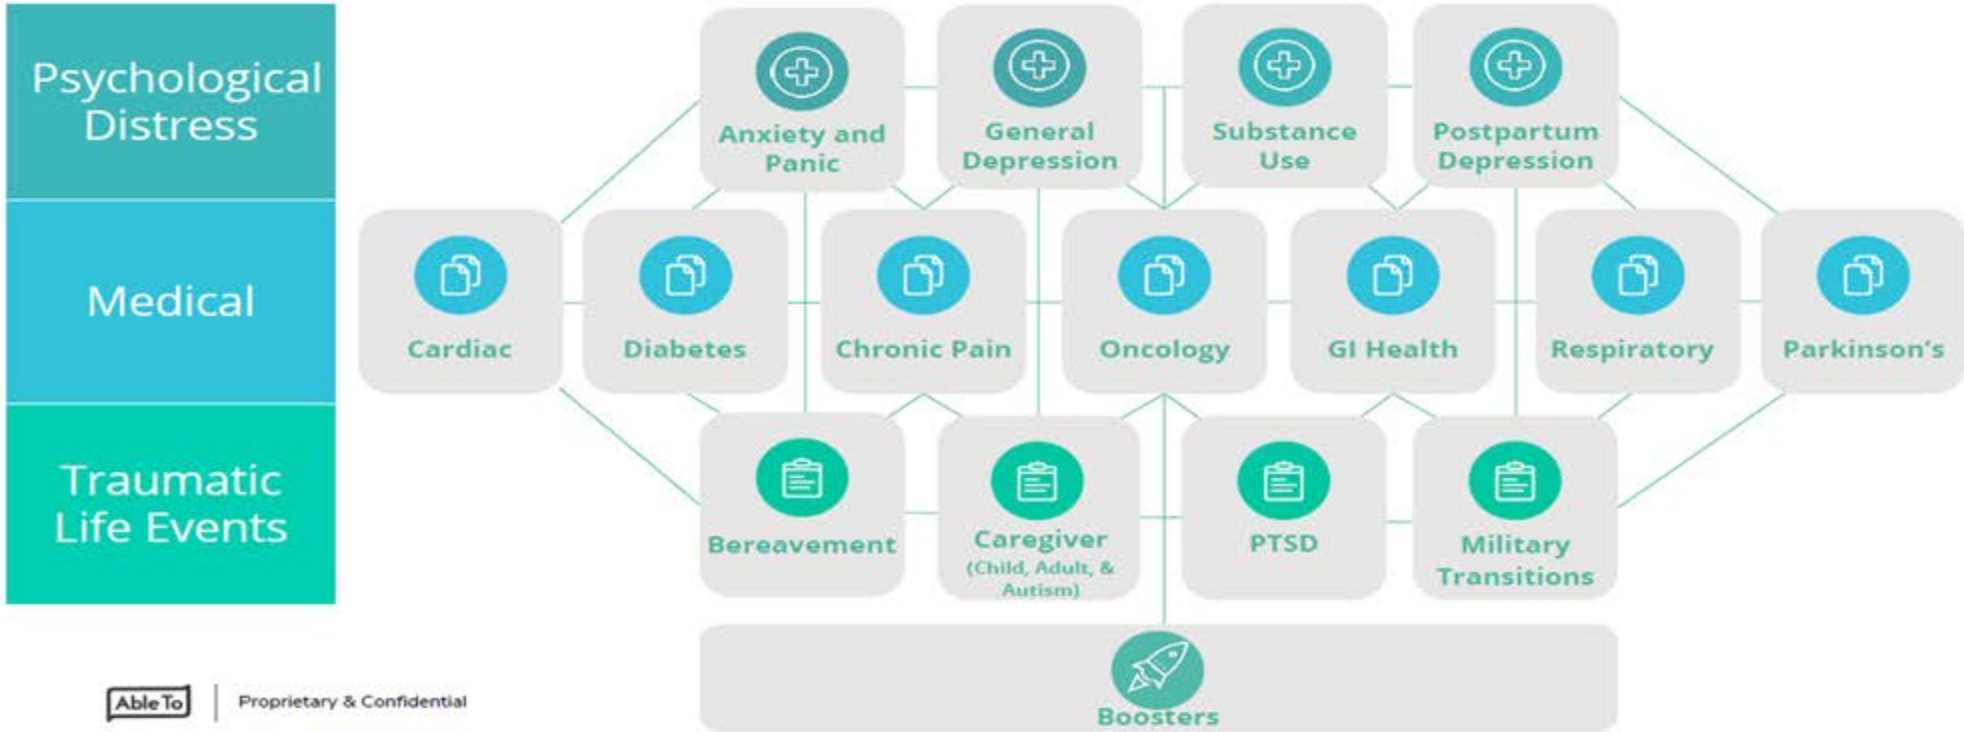 Psychological
Distress
Anxiety and
Panic
General
Depression
Substance
Use
Postpartum
Depression
Medical
Cardiac
Diabetes
Chronic Pain
Oncology
GI Health
Respiratory
Parkinson's
Traumatic
Life Events
Bereavement
Caregiver
(Child, Adult, &
Autism)
PTSD
Military
Transitions
Boosters
AbleTo
Proprietary & Confidential